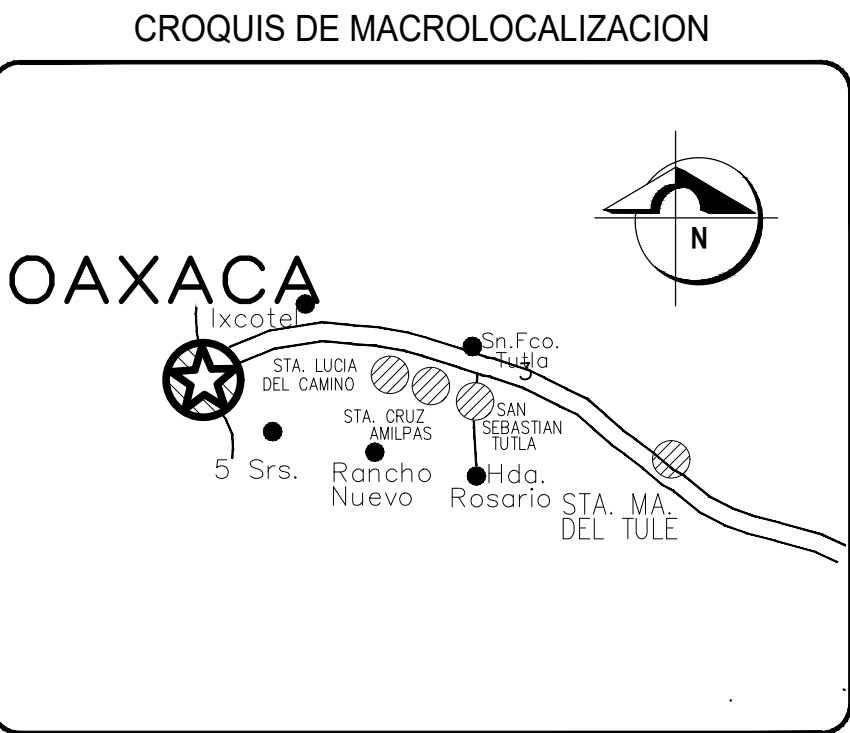 CROQUIS DE MACROLOCALIZACION
N
OAXACA
Ixcotel
Sn.Fco.
Tutla
3
STA. LUCIA
DEL CAMINO
STA. CRUZ
AMILPAS
SAN
SEBASTIAN
TUTLA
5 Srs.
Rancho
Nuevo
Hda.
Rosario
STA. MA.
DEL TULE